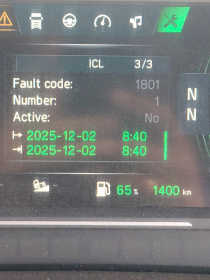 ICL 3/3
Fault code: 1801
Number: 1
Active: No
2025-12-02 8:40
2025-12-02 8:40
N
N
65 % 1400 km